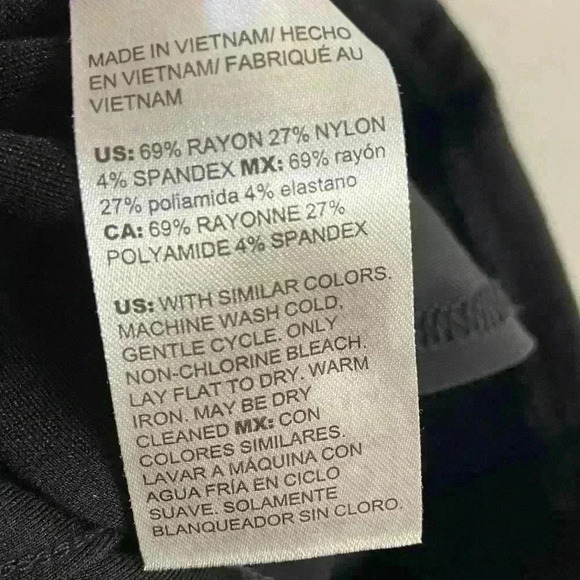 MADE IN VIETNAM/ HECHO
EN VIETNAM/ FABRIQUÉ AU
VIETNAM
US: 69% RAYON 27% NYLON
4% SPANDEX MX: 69% rayón
27% poliamida 4% elastano
CA: 69% RAYONNE 27%
POLYAMIDE 4% SPANDEX
US: WITH SIMILAR COLORS.
MACHINE WASH COLD,
GENTLE CYCLE. ONLY
NON-CHLORINE BLEACH.
LAY FLAT TO DRY. WARM
IRON. MAY BE DRY
CLEANED MX: CON
COLORES SIMILARES.
LAVAR A MÁQUINA CON
AGUA FRÍA EN CICLO
SUAVE. SOLAMENTE
BLANQUEADOR SIN CLORO.